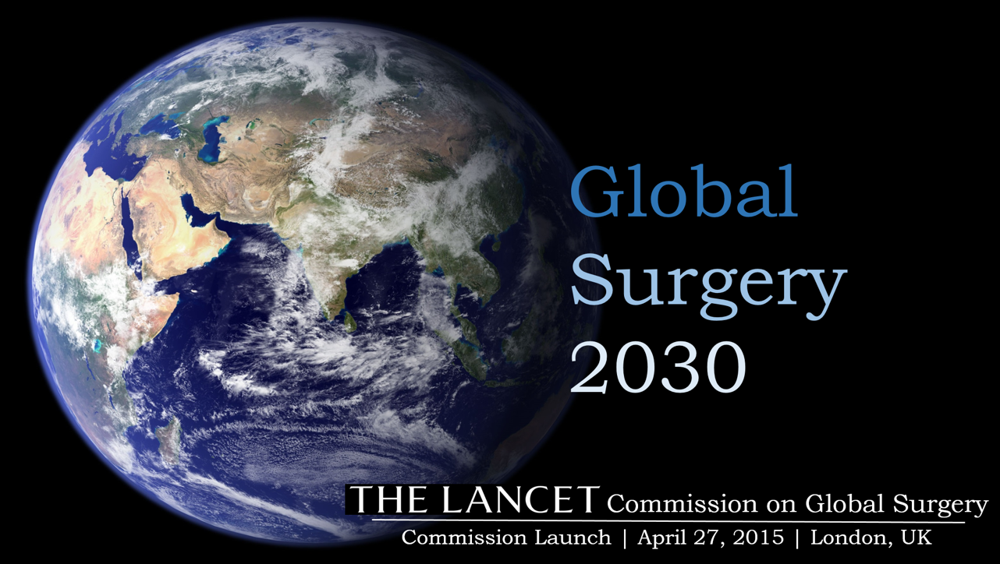 Global
Surgery
2030
THE LANCET Commission on Global Surgery
Commission Launch | April 27, 2015 | London, UK